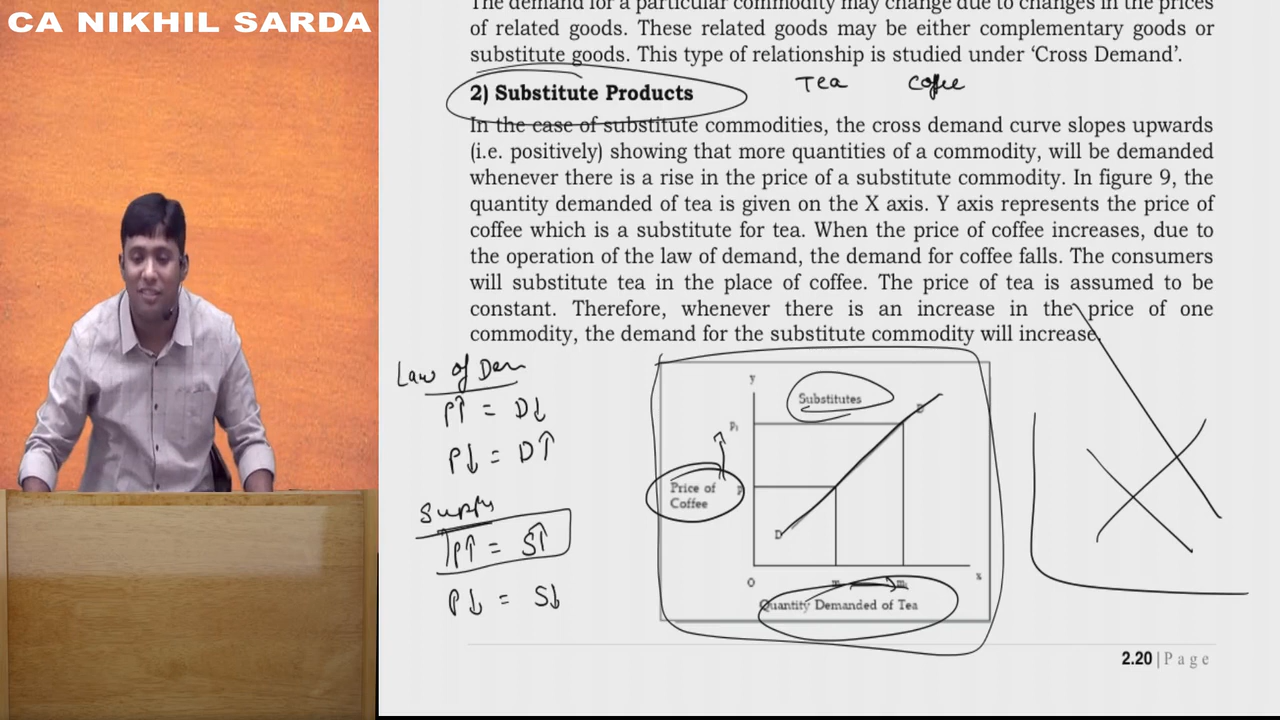 CA NIKHIL SARDA
The demand for a particular commodity may change due to changes in the prices
of related goods. These related goods may be either complementary goods or
substitute goods. This type of relationship is studied under ‘Cross Demand’.
2) Substitute Products
Tea Cofee
In the case of substitute commodities, the cross demand curve slopes upwards
(i.e. positively) showing that more quantities of a commodity, will be demanded
whenever there is a rise in the price of a substitute commodity. In figure 9, the
quantity demanded of tea is given on the X axis. Y axis represents the price of
coffee which is a substitute for tea. When the price of coffee increases, due to
the operation of the law of demand, the demand for coffee falls. The consumers
will substitute tea in the place of coffee. The price of tea is assumed to be
constant. Therefore, whenever there is an increase in the price of one
commodity, the demand for the substitute commodity will increase.
Law of Dem
P↑ = D↓
P↓ = D↑
Supply
P↑ = S↑
P↓ = S↓
y
Substitutes
D
P₁
Price of
Coffee
P
D
O
m
m₁
x
Quantity Demanded of Tea
2.20 | P a g e